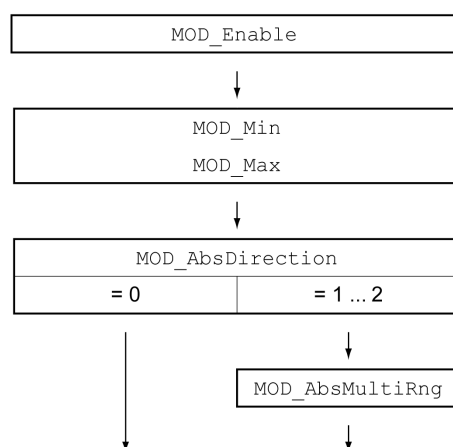 MOD_Enable
MOD_Min
MOD_Max
MOD_AbsDirection
= 0
= 1 ... 2
MOD_AbsMultiRng